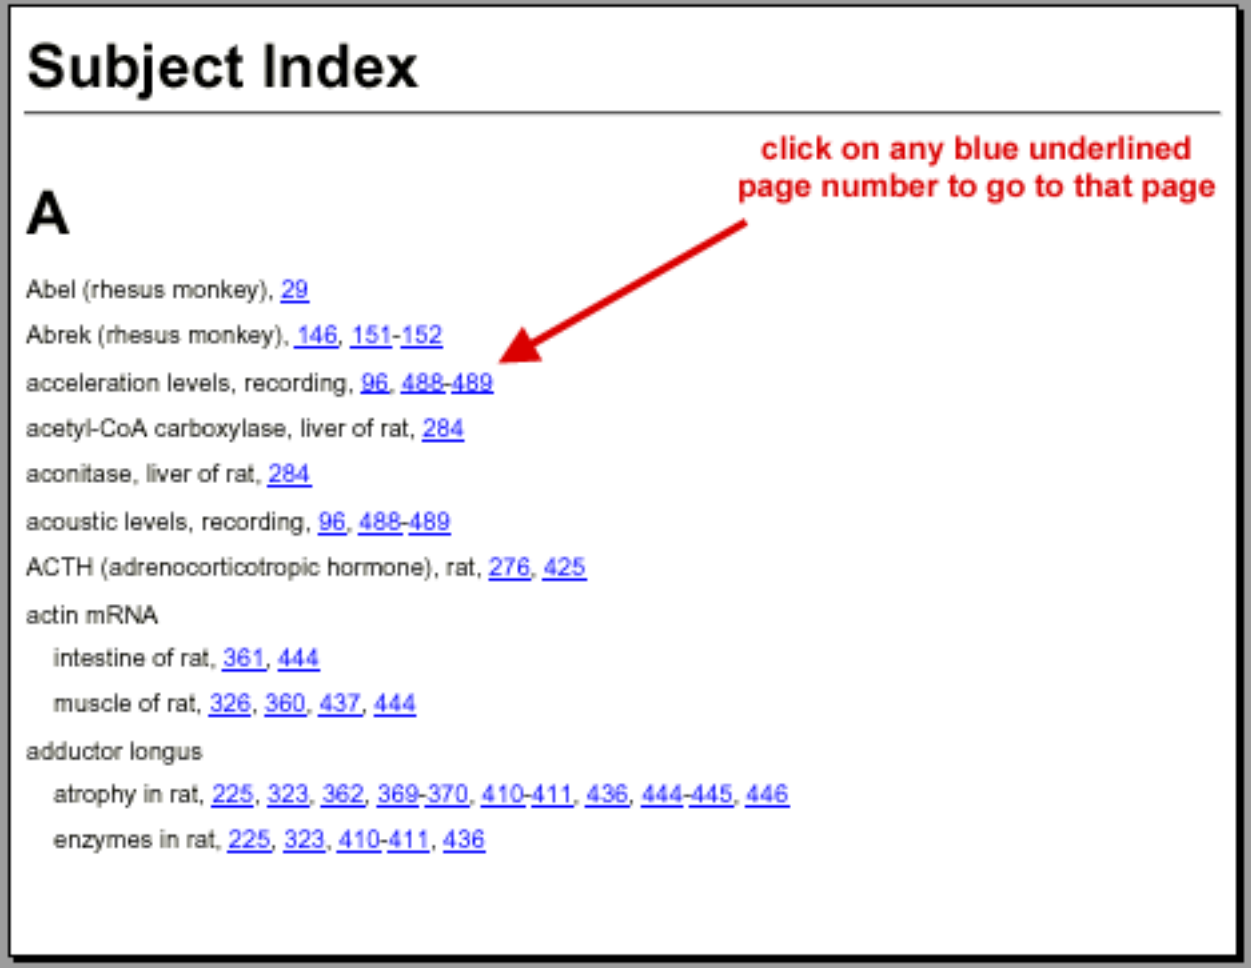 Subject Index
click on any blue underlined
page number to go to that page
A
Abel (rhesus monkey), 29
Abrek (rhesus monkey), 146, 151-152
acceleration levels, recording, 96, 488-489
acetyl-CoA carboxylase, liver of rat, 284
aconitase, liver of rat, 284
acoustic levels, recording, 96, 488-489
ACTH (adrenocorticotropic hormone), rat, 276, 425
actin mRNA
intestine of rat, 361, 444
muscle of rat, 326, 360, 437, 444
adductor longus
atrophy in rat, 225, 323, 362, 369-370, 410-411, 436, 444-445, 446
enzymes in rat, 225, 323, 410-411, 436